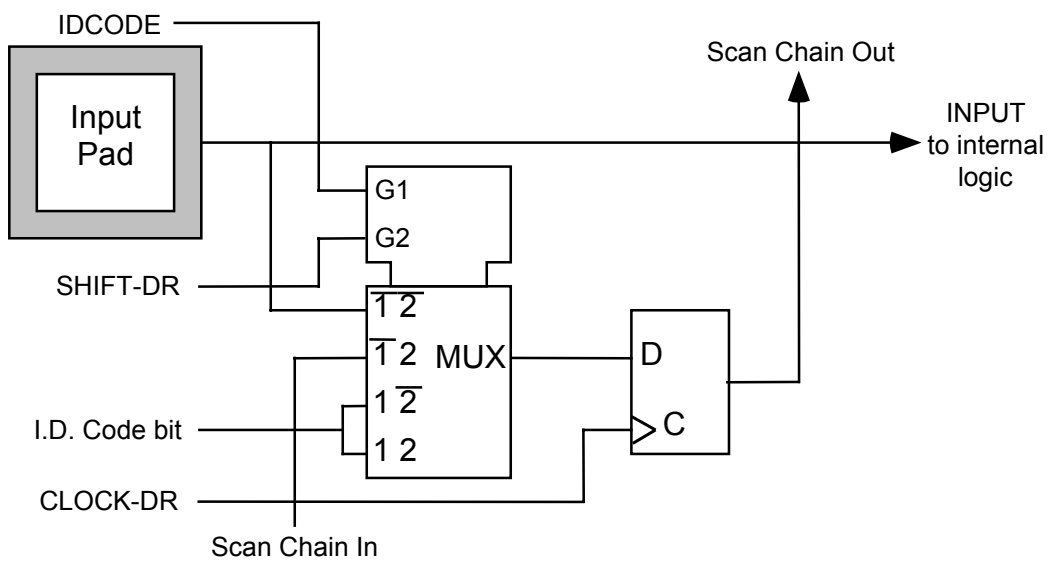 IDCODE
Scan Chain Out
Input
Pad
INPUT
to internal
logic
G1
G2
SHIFT-DR
1̅ 2̅
1̅ 2
MUX
D
1 2̅
C
I.D. Code bit
1 2
CLOCK-DR
Scan Chain In